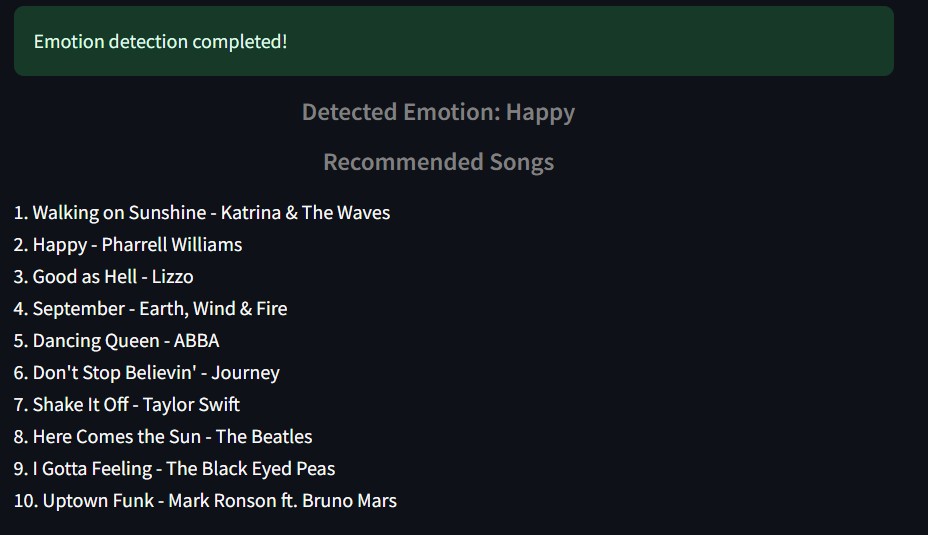 Emotion detection completed!
Detected Emotion: Happy
Recommended Songs
1. Walking on Sunshine - Katrina & The Waves
2. Happy - Pharrell Williams
3. Good as Hell - Lizzo
4. September - Earth, Wind & Fire
5. Dancing Queen - ABBA
6. Don't Stop Believin' - Journey
7. Shake It Off - Taylor Swift
8. Here Comes the Sun - The Beatles
9. I Gotta Feeling - The Black Eyed Peas
10. Uptown Funk - Mark Ronson ft. Bruno Mars